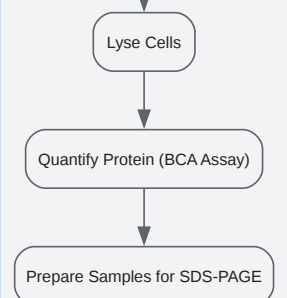 Lyse Cells
Quantify Protein (BCA Assay)
Prepare Samples for SDS-PAGE